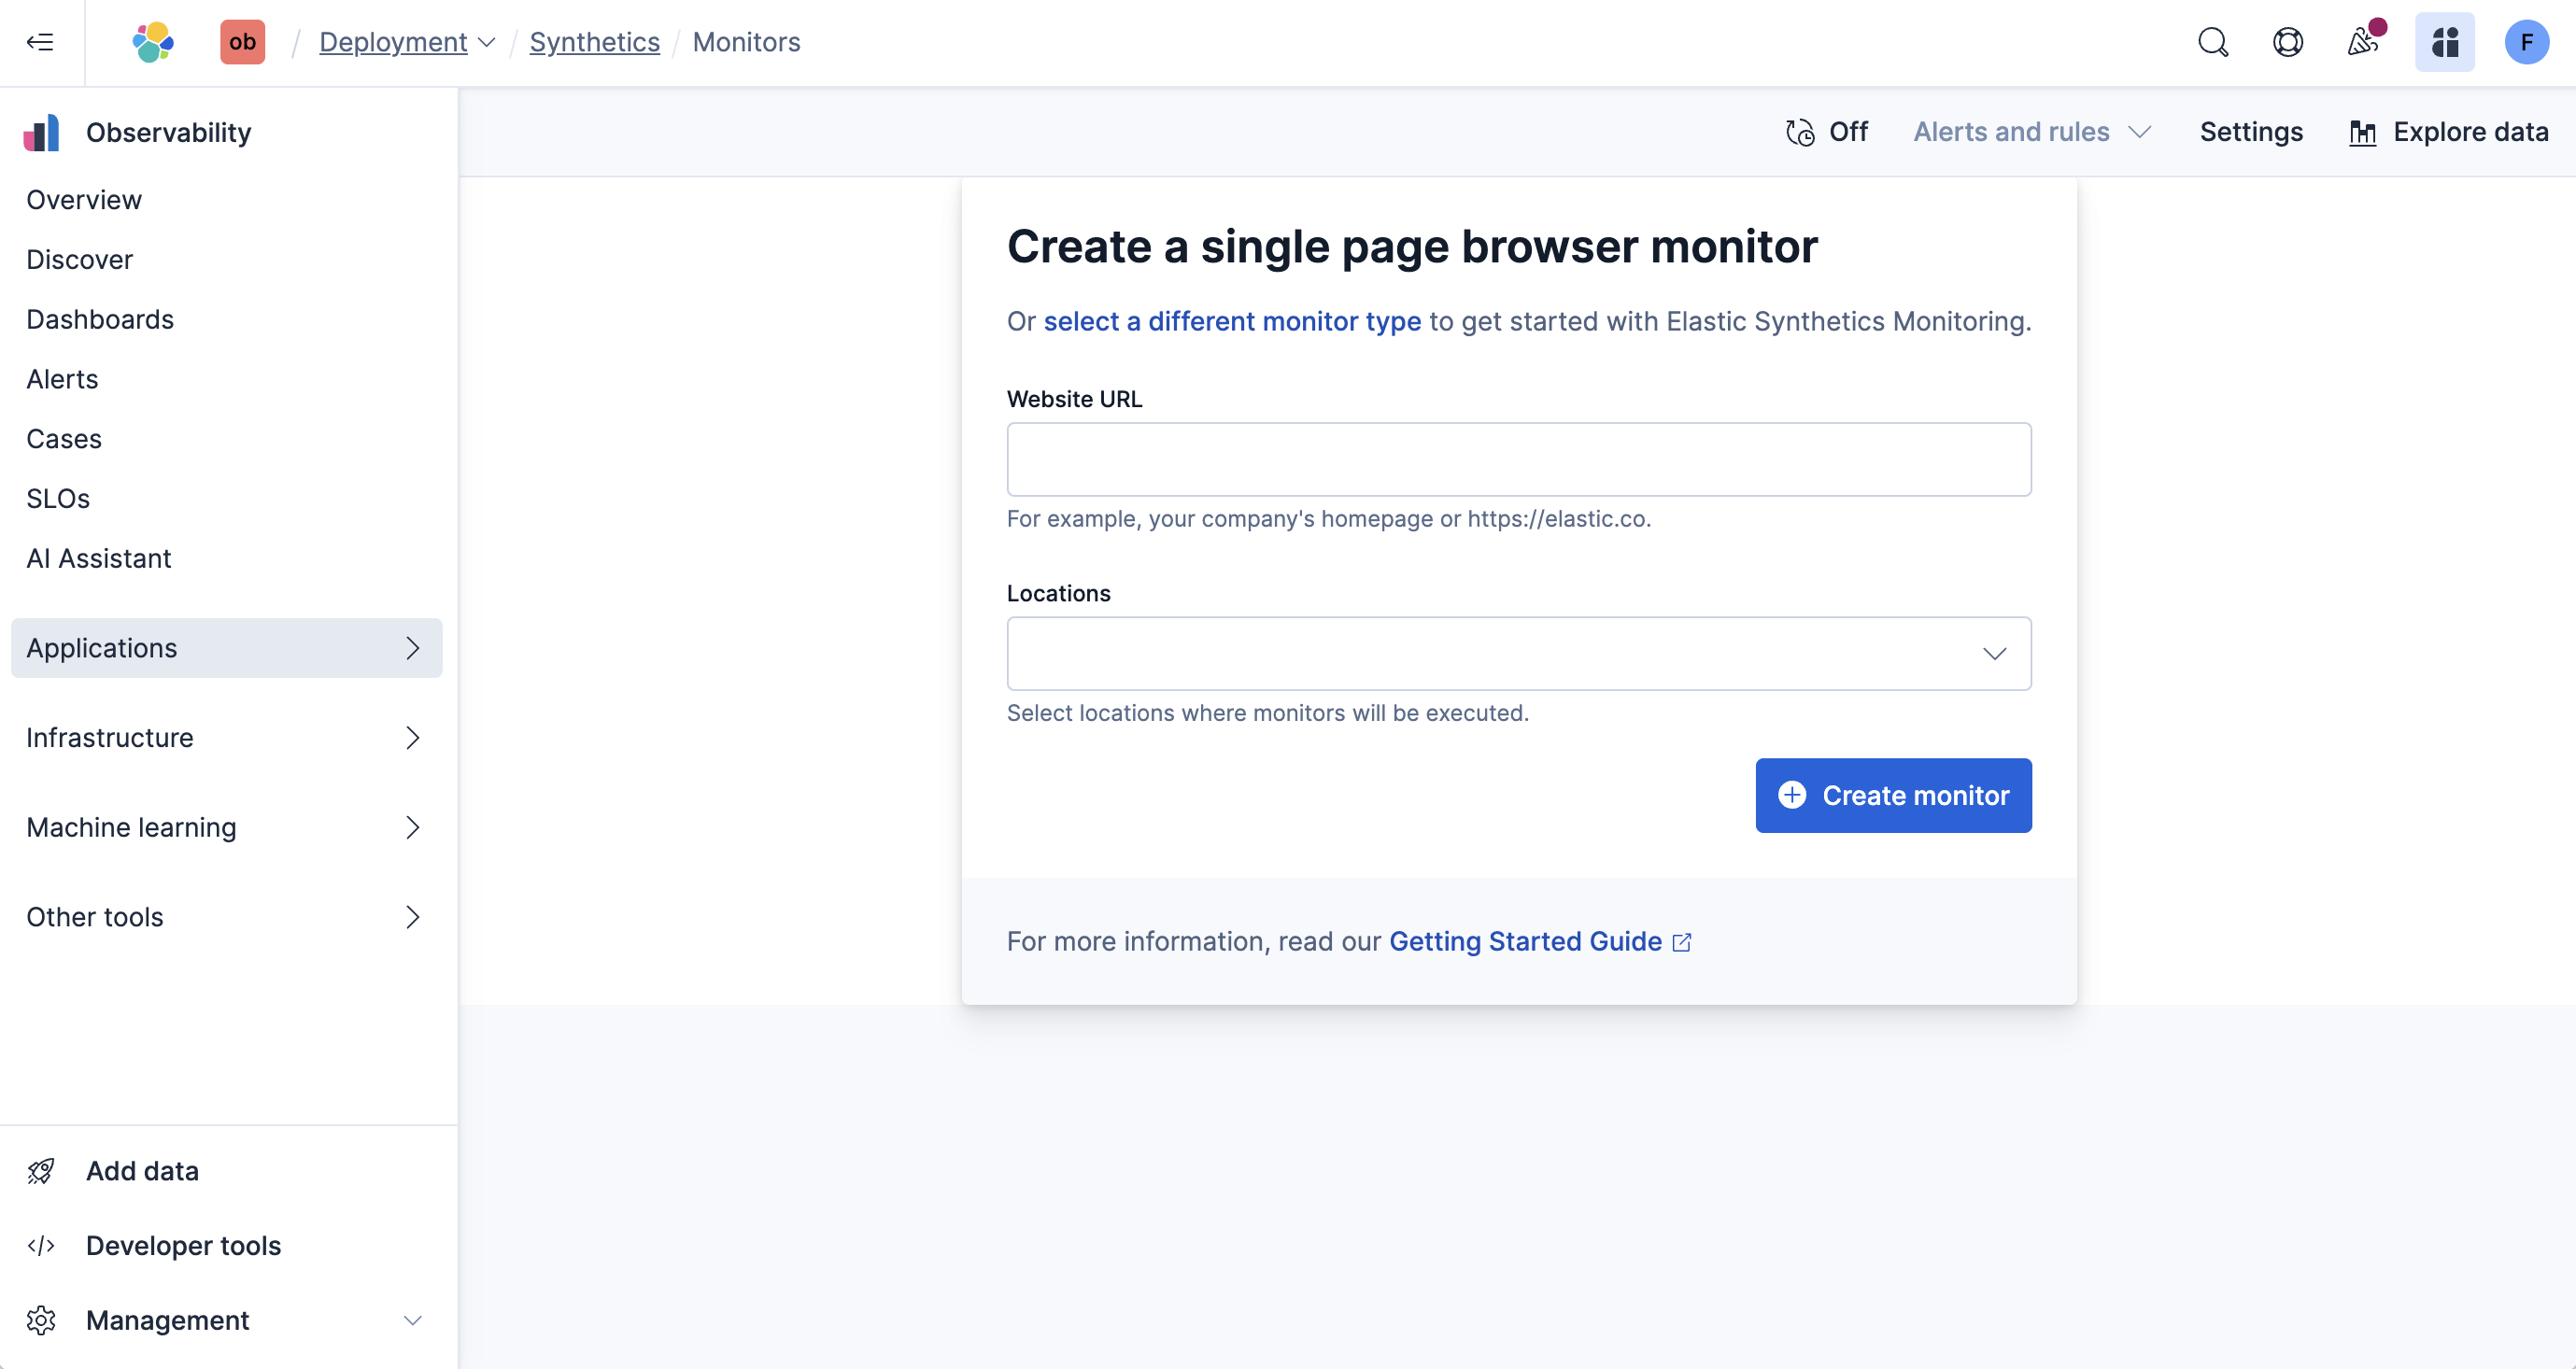 ob / Deployment / Synthetics / Monitors
F
Observability
Overview
Discover
Dashboards
Alerts
Cases
SLOs
AI Assistant
Applications
Infrastructure
Machine learning
Other tools
Add data
Developer tools
Management
Off Alerts and rules Settings Explore data
Create a single page browser monitor
Or select a different monitor type to get started with Elastic Synthetics Monitoring.
Website URL
For example, your company's homepage or https://elastic.co.
Locations
Select locations where monitors will be executed.
Create monitor
For more information, read our Getting Started Guide